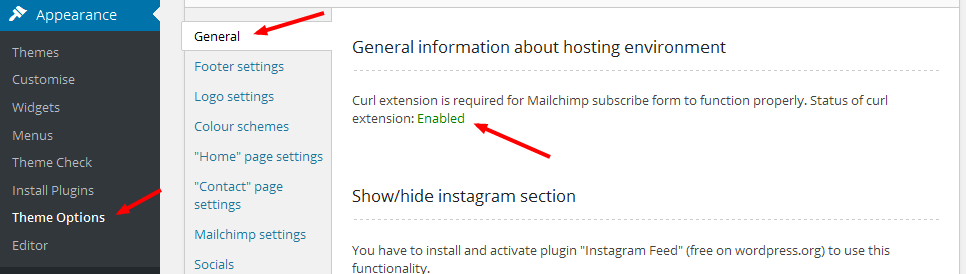 Appearance
Themes
Customise
Widgets
Menus
Theme Check
Install Plugins
Theme Options
Editor
General
Footer settings
Logo settings
Colour schemes
"Home" page settings
"Contact" page
settings
Mailchimp settings
Socials
General information about hosting environment
Curl extension is required for Mailchimp subscribe form to function properly. Status of curl
extension: Enabled
Show/hide instagram section
You have to install and activate plugin "Instagram Feed" (free on wordpress.org) to use this
functionality.